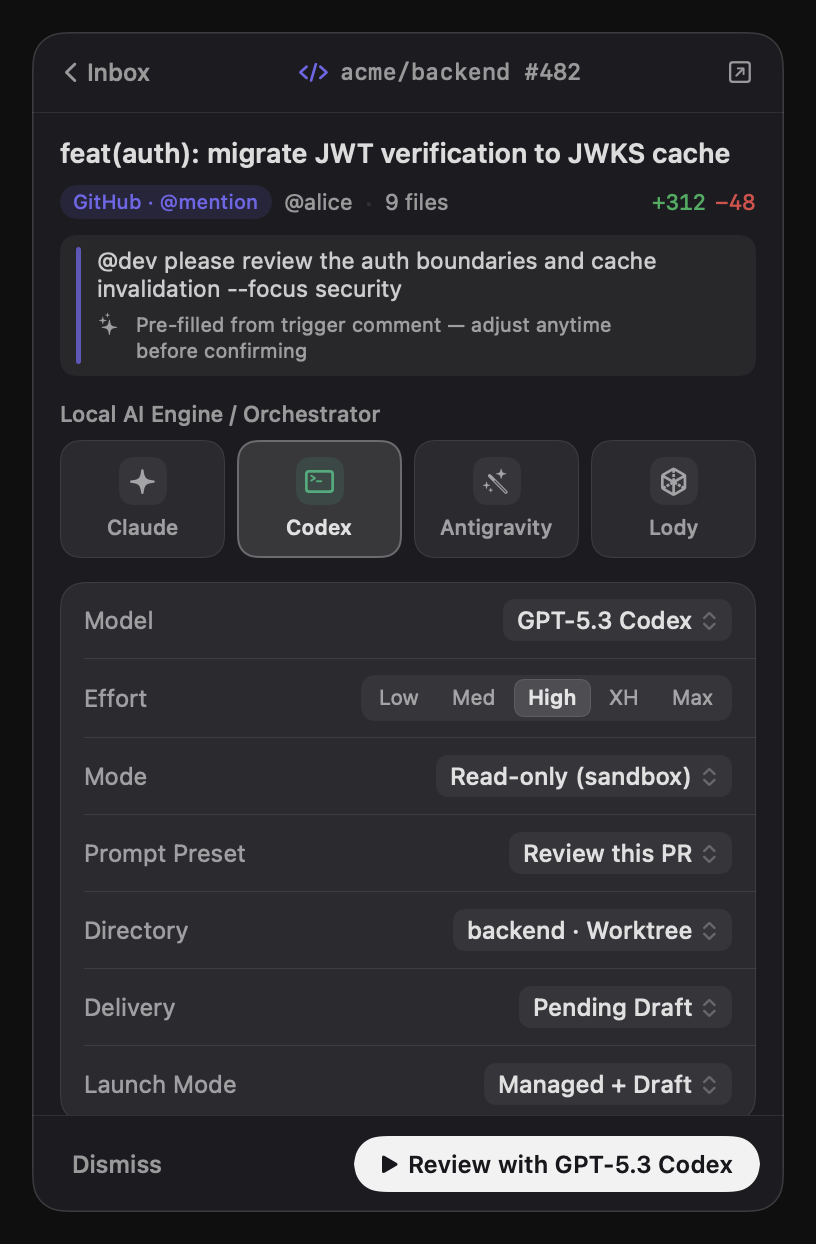 Inbox
</> acme/backend #482
feat(auth): migrate JWT verification to JWKS cache
GitHub · @mention @alice · 9 files +312 −48
@dev please review the auth boundaries and cache
invalidation --focus security
Pre-filled from trigger comment — adjust anytime
before confirming
Local AI Engine / Orchestrator
Claude Codex Antigravity Lody
Model GPT-5.3 Codex
Effort Low Med High XH Max
Mode Read-only (sandbox)
Prompt Preset Review this PR
Directory backend · Worktree
Delivery Pending Draft
Launch Mode Managed + Draft
Dismiss Review with GPT-5.3 Codex